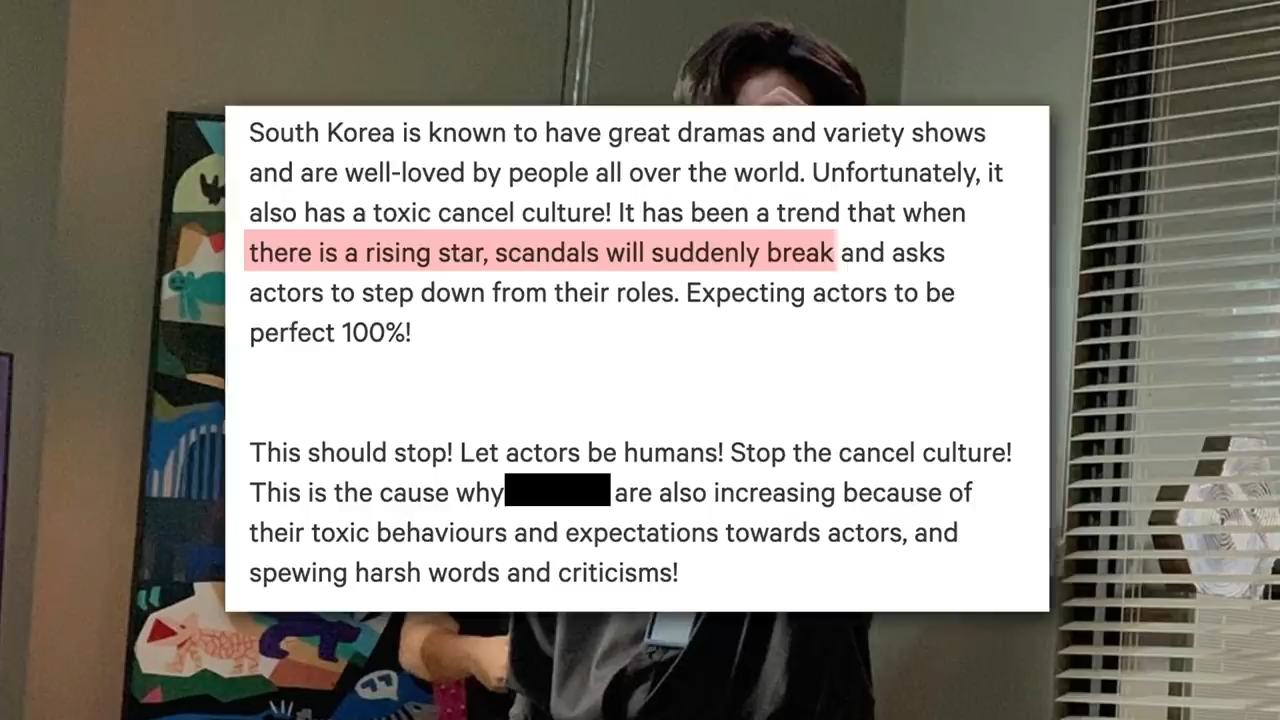 South Korea is known to have great dramas and variety shows
and are well-loved by people all over the world. Unfortunately, it
also has a toxic cancel culture! It has been a trend that when
there is a rising star, scandals will suddenly break and asks
actors to step down from their roles. Expecting actors to be
perfect 100%!
This should stop! Let actors be humans! Stop the cancel culture!
This is the cause why are also increasing because of
their toxic behaviours and expectations towards actors, and
spewing harsh words and criticisms!